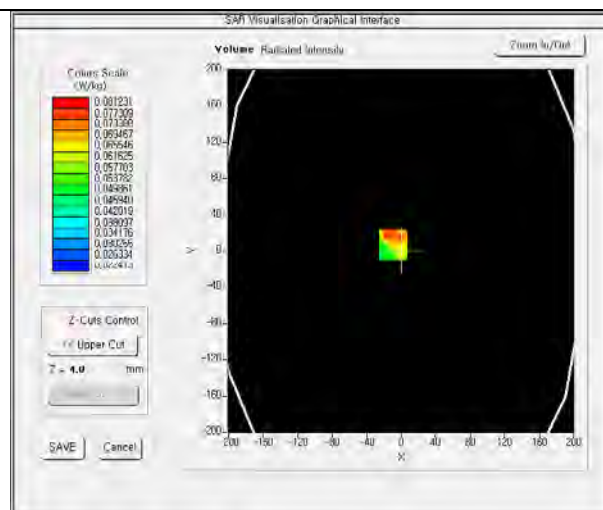 SAR Visualisation Graphical Interface
Volume Radiated Intensity
Zoom In/Out
Colors Scale
(W/kg)
0.081231
0.077309
0.073388
0.069467
0.065546
0.061625
0.057703
0.053782
0.049861
0.045940
0.042019
0.038097
0.034176
0.030255
0.026334
0.022413
Z-Cuts Control
<< Upper Cut
Z = 4.0 mm
SAVE
Cancel
200
160
120
80
40
0
-40
-80
-120
-160
-200
Y
-200 -160 -120 -80 -40 0 40 80 120 160 200
X